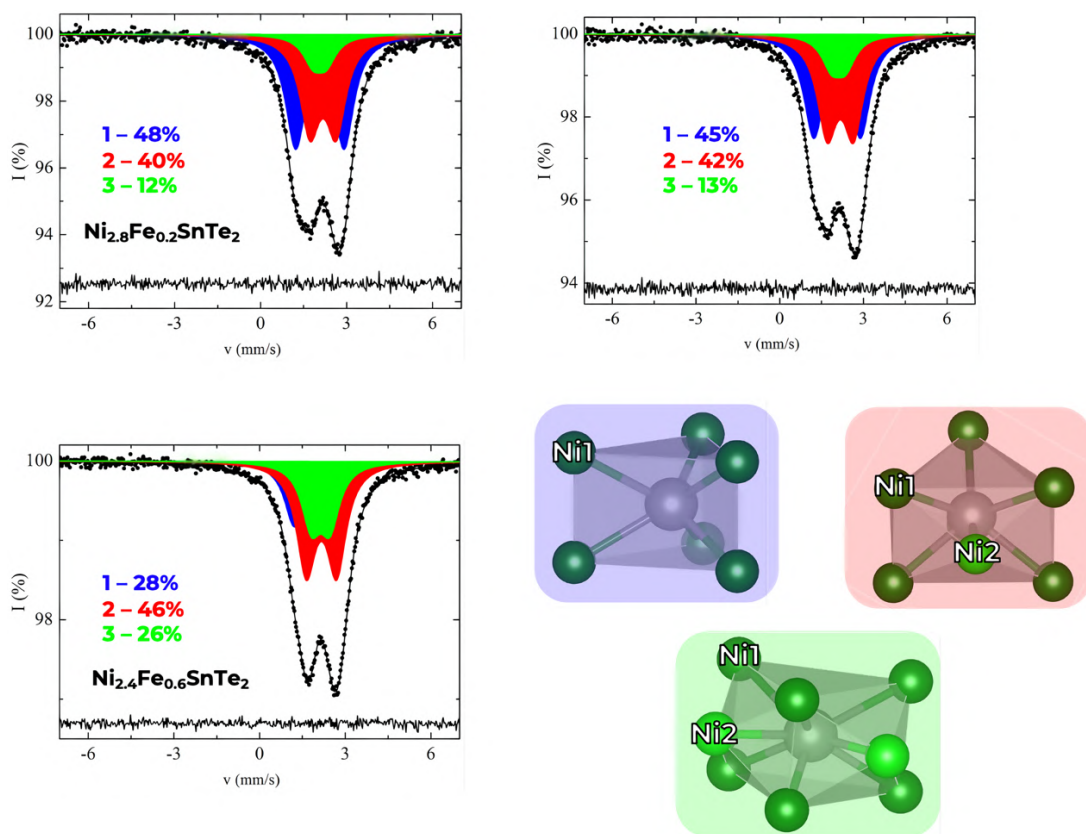 100
98
96
94
92
I (%)
1 – 48%
2 – 40%
3 – 12%
Ni2.8Fe0.2SnTe2
-6 -3 0 3 6
v (mm/s)
100
98
96
94
I (%)
1 – 45%
2 – 42%
3 – 13%
-6 -3 0 3 6
v (mm/s)
100
98
I (%)
1 – 28%
2 – 46%
3 – 26%
Ni2.4Fe0.6SnTe2
-6 -3 0 3 6
v (mm/s)
Ni1
Ni1
Ni2
Ni1
Ni2